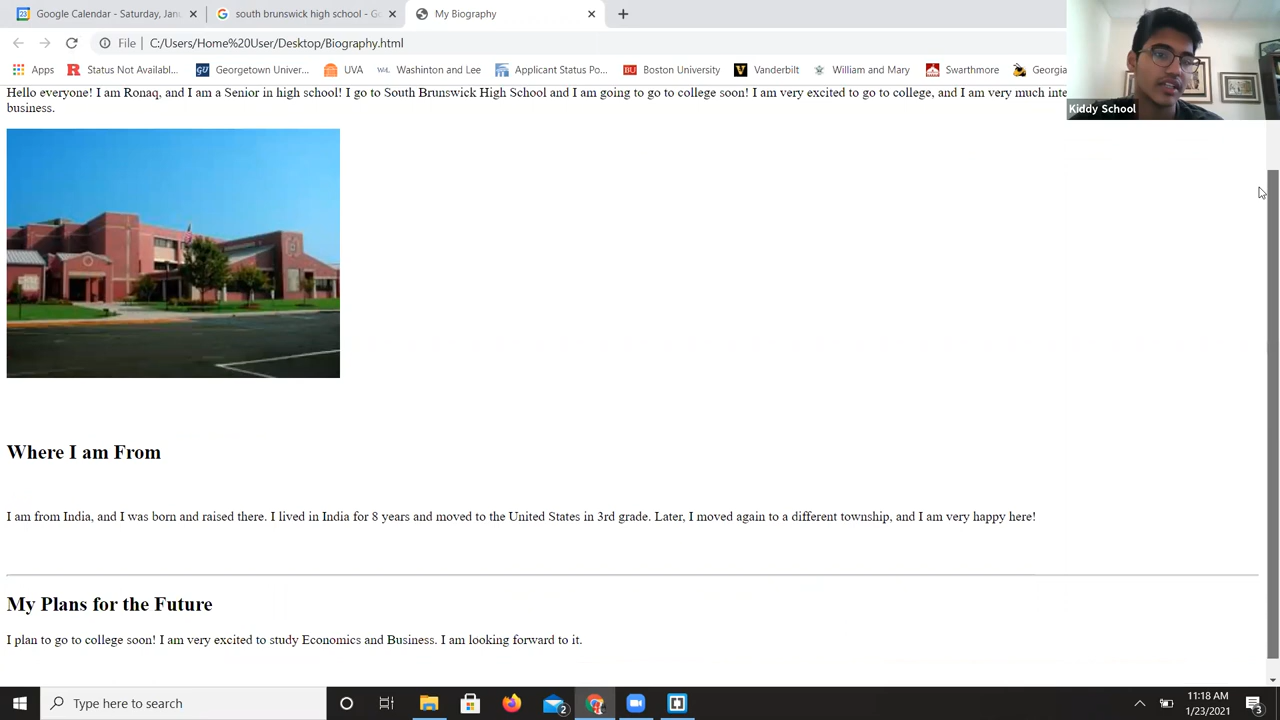 Google Calendar - Saturday, Janu
south brunswick high school - Go
My Biography
File
C:/Users/Home%20User/Desktop/Biography.html
Apps
Status Not Availabl...
Georgetown Univer...
UVA
Washinton and Lee
Applicant Status Po...
Boston University
Vanderbilt
William and Mary
Swarthmore
Georgia
Hello everyone! I am Ronaq, and I am a Senior in high school! I go to South Brunswick High School and I am going to go to college soon! I am very excited to go to college, and I am very much inte
business.
Kiddy School
Where I am From
I am from India, and I was born and raised there. I lived in India for 8 years and moved to the United States in 3rd grade. Later, I moved again to a different township, and I am very happy here!
My Plans for the Future
I plan to go to college soon! I am very excited to study Economics and Business. I am looking forward to it.
Type here to search
2
11:18 AM
1/23/2021
3